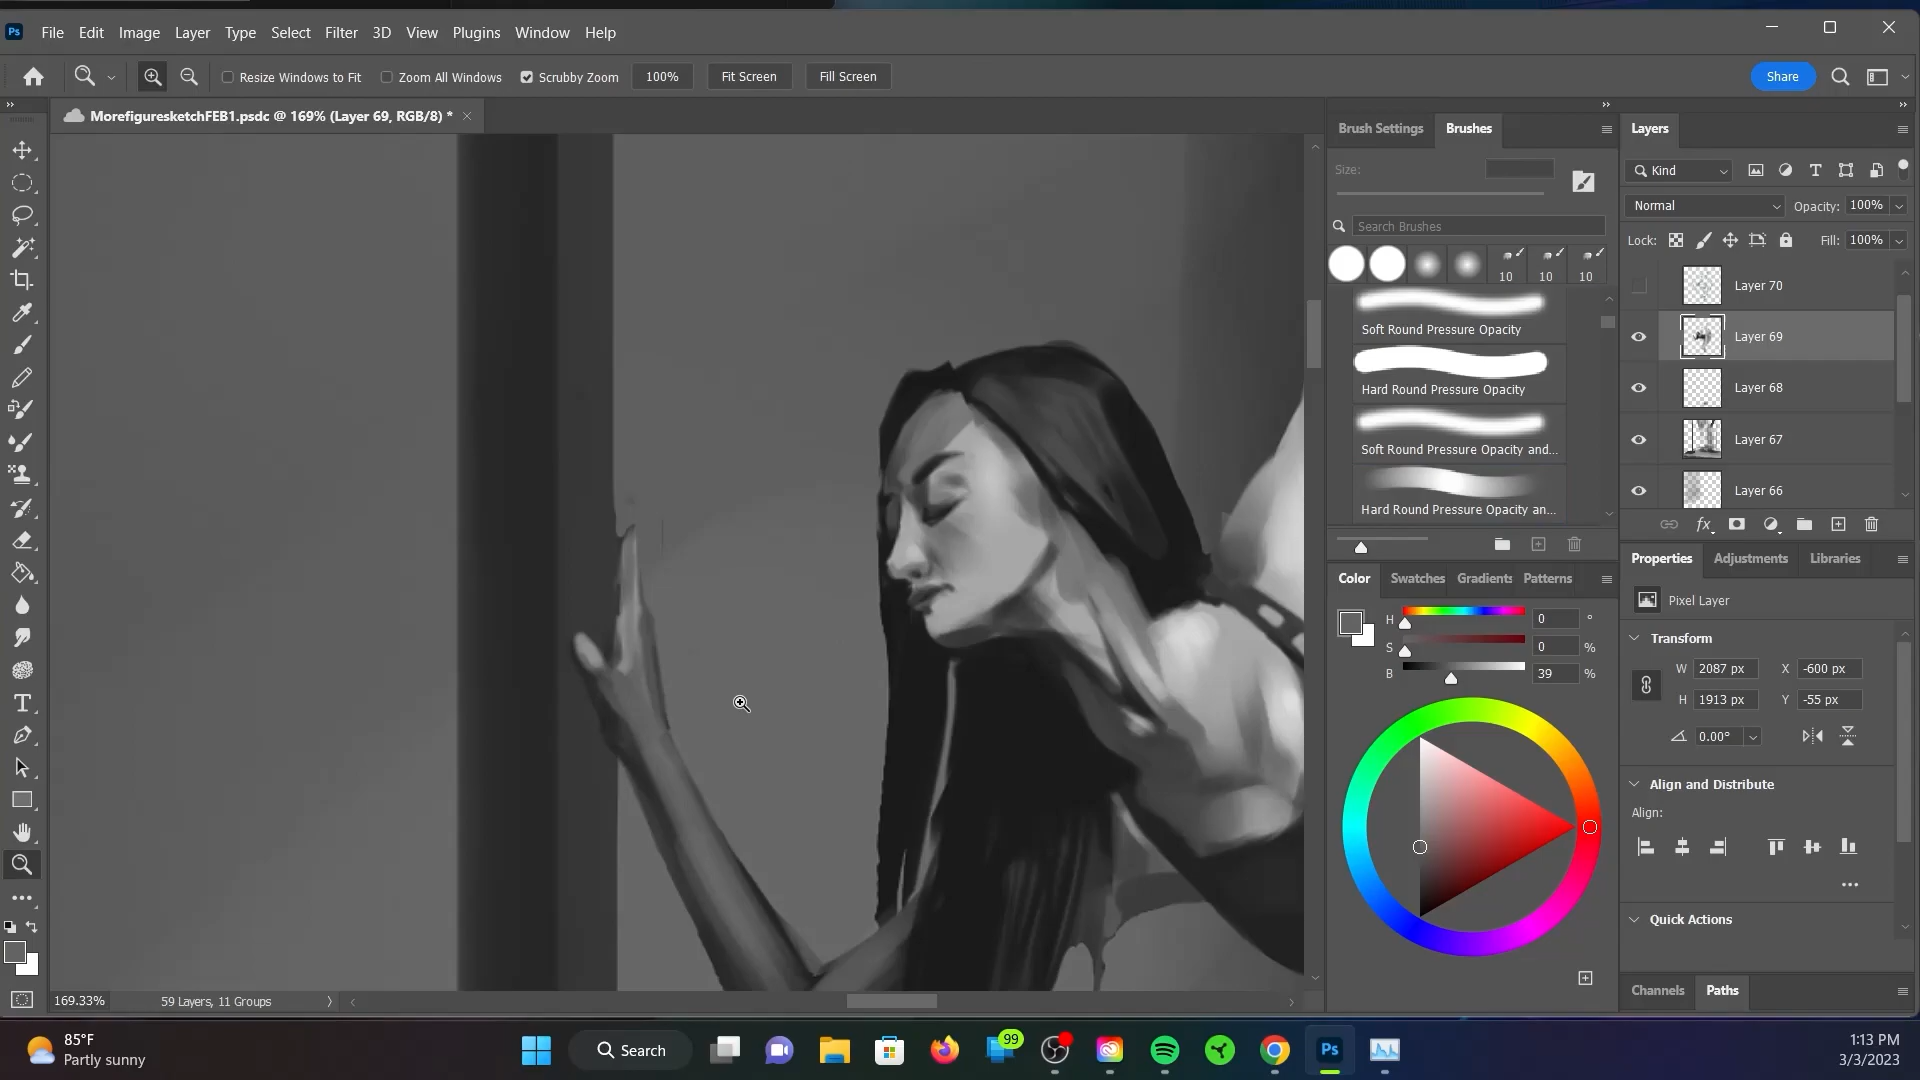 Ps File Edit Image Layer Type Select Filter 3D View Plugins Window Help
Resize Windows to Fit Zoom All Windows Scrubby Zoom 100% Fit Screen Fill Screen Share
MorefiguresketchFEB1.psdc @ 169% (Layer 69, RGB/8) *
Brush Settings Brushes
Size:
Search Brushes
10 10 10
Soft Round Pressure Opacity
Hard Round Pressure Opacity
Soft Round Pressure Opacity and...
Hard Round Pressure Opacity an...
Color Swatches Gradients Patterns
H 0 °
S 0 %
B 39 %
Layers
Kind
Normal Opacity: 100%
Lock: Fill: 100%
Layer 70
Layer 69
Layer 68
Layer 67
Layer 66
fx
Properties Adjustments Libraries
Pixel Layer
Transform
W 2087 px X -600 px
H 1913 px Y -55 px
0.00°
Align and Distribute
Align:
Quick Actions
Channels Paths
169.33% 59 Layers, 11 Groups
85°F
Partly sunny
Search
99
Ps
1:13 PM
3/3/2023